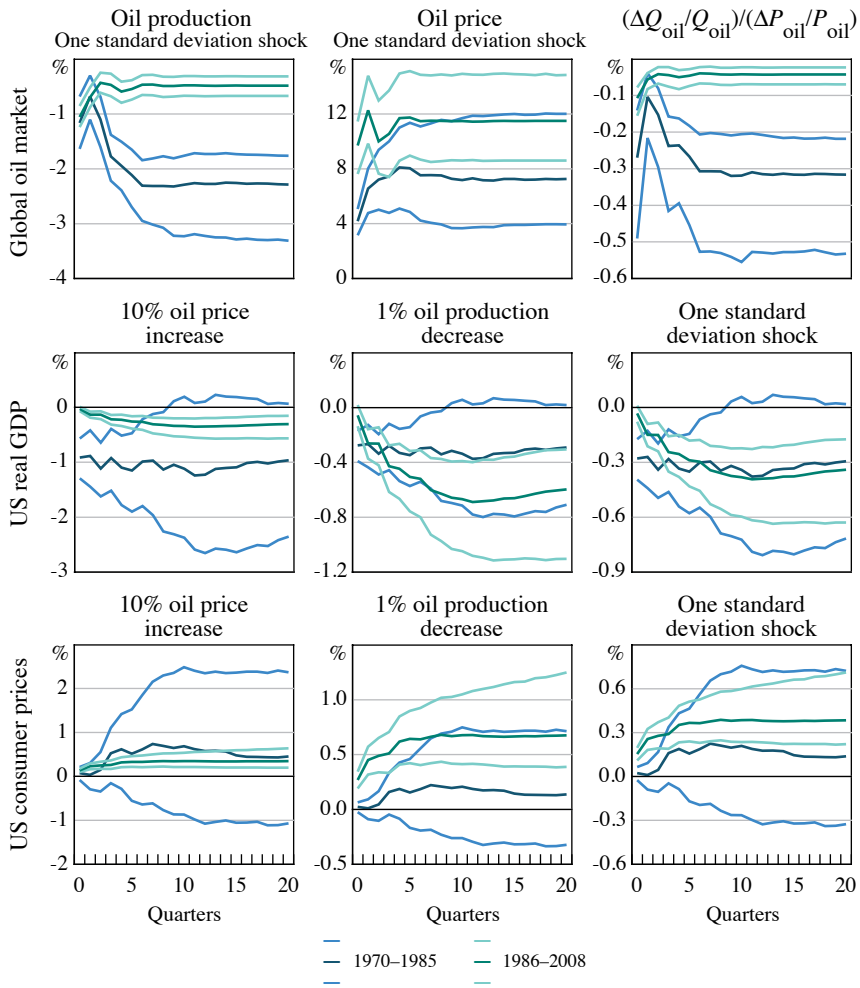 Oil production
One standard deviation shock
Oil price
One standard deviation shock
(ΔQoil/Qoil)/(ΔPoil/Poil)
Global oil market
%
-1
-2
-3
-4
%
12
8
4
0
%
-0.1
-0.2
-0.3
-0.4
-0.5
-0.6
10% oil price
increase
1% oil production
decrease
One standard
deviation shock
US real GDP
%
0
-1
-2
-3
%
0.0
-0.4
-0.8
-1.2
%
0.0
-0.3
-0.6
-0.9
10% oil price
increase
1% oil production
decrease
One standard
deviation shock
US consumer prices
%
2
1
0
-1
-2
%
1.0
0.5
0.0
-0.5
%
0.6
0.3
0.0
-0.3
-0.6
0 5 10 15 20
0 5 10 15 20
0 5 10 15 20
Quarters
Quarters
Quarters
1970–1985
1986–2008